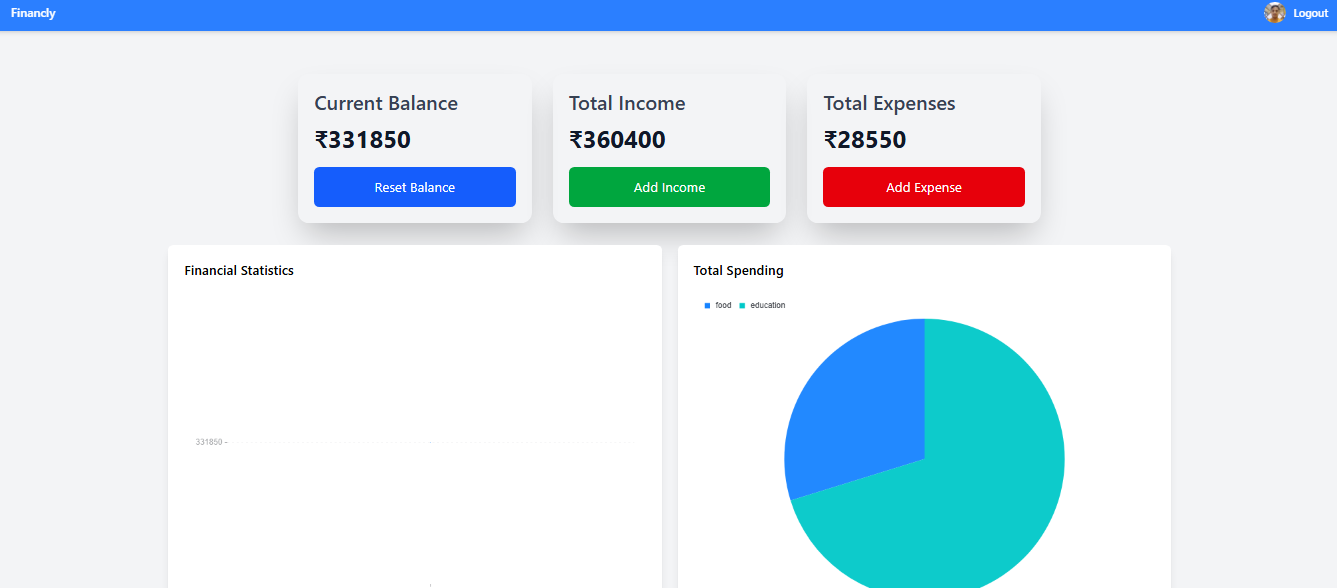 Financly
Logout
Current Balance
₹331850
Reset Balance
Total Income
₹360400
Add Income
Total Expenses
₹28550
Add Expense
Financial Statistics
331850
Total Spending
food education